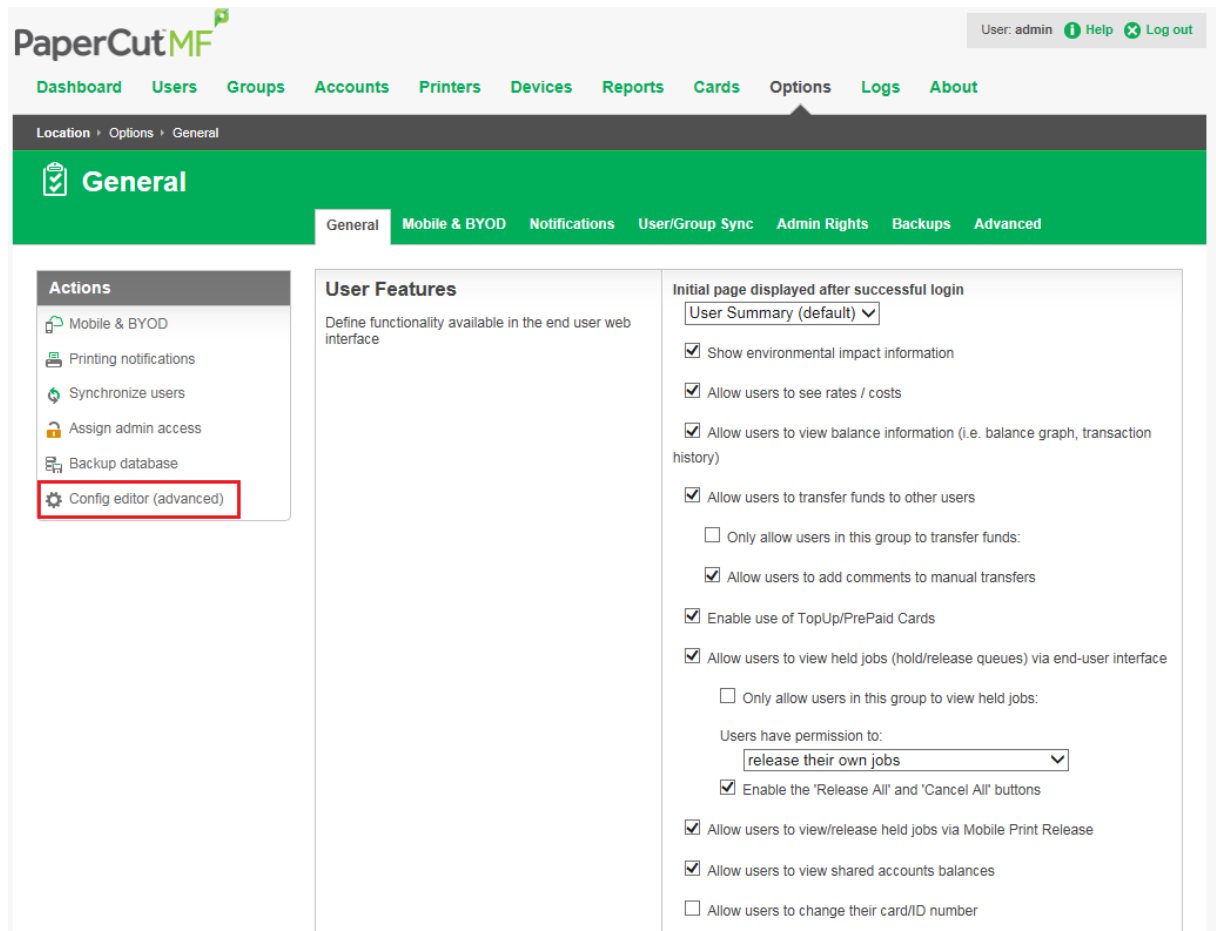 PaperCut MF
User: admin Help Log out
Dashboard Users Groups Accounts Printers Devices Reports Cards Options Logs About
Location Options General
General
General Mobile & BYOD Notifications User/Group Sync Admin Rights Backups Advanced
Actions
Mobile & BYOD
Printing notifications
Synchronize users
Assign admin access
Backup database
Config editor (advanced)
User Features
Define functionality available in the end user web
interface
Initial page displayed after successful login
User Summary (default)
Show environmental impact information
Allow users to see rates / costs
Allow users to view balance information (i.e. balance graph, transaction
history)
Allow users to transfer funds to other users
Only allow users in this group to transfer funds:
Allow users to add comments to manual transfers
Enable use of TopUp/PrePaid Cards
Allow users to view held jobs (hold/release queues) via end-user interface
Only allow users in this group to view held jobs:
Users have permission to:
release their own jobs
Enable the 'Release All' and 'Cancel All' buttons
Allow users to view/release held jobs via Mobile Print Release
Allow users to view shared accounts balances
Allow users to change their card/ID number